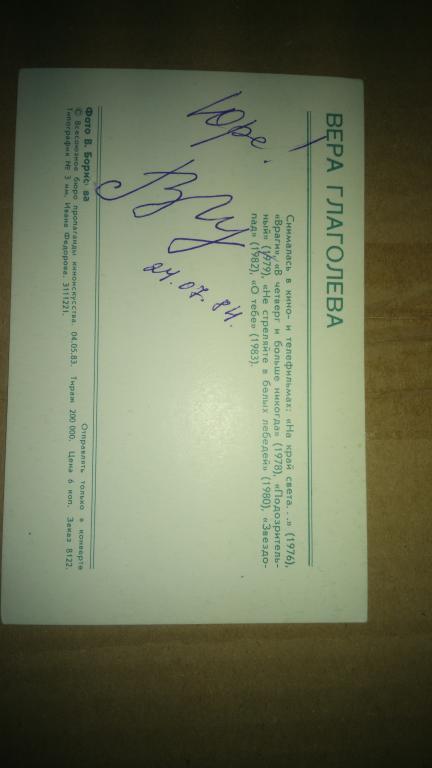 ВЕРА ГЛАГОЛЕВА
Снималась в кино- и телефильмах: «На край света. . .» (1976),
«Враги», «В четверг и больше никогда» (1978), «Подозритель-
ный» (1979), «Не стреляйте в белых лебедей» (1980), «Звездо-
пад» (1982), «О тебе» (1983).
Юре.
24.07.84.
Отправлять только в конверте
Фото В. Борисова
© Всесоюзное бюро пропаганды киноискусства. 04.05.83. Тираж 200 000. Цена 6 коп. Заказ 8122.
Типография № 3 им. Ивана Федорова. 3111221.